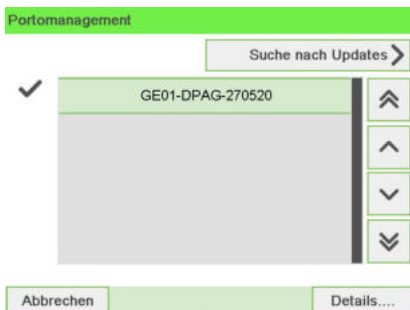 Portomanagement
Suche nach Updates
GE01-DPAG-270520
Abbrechen
Details....